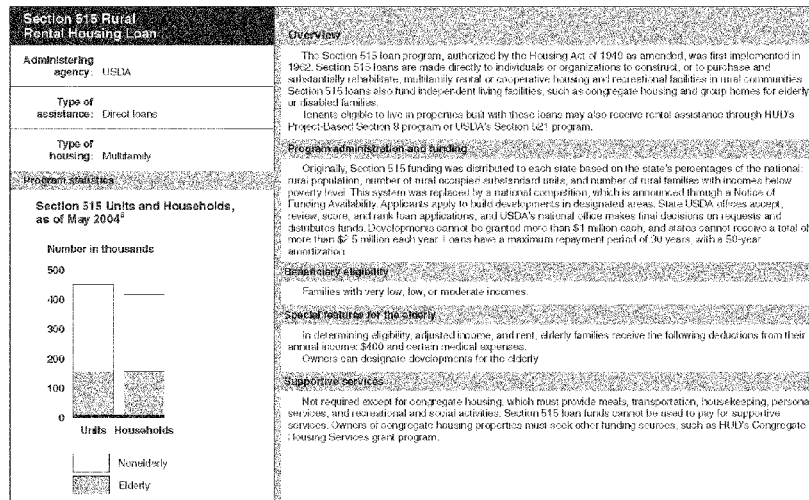 Section 515 Rural
Rental Housing Loan
Administering
agency: USDA
Type of
assistance: Direct loans
Type of
housing: Multifamily
Program statistics
Section 515 Units and Households,
as of May 2004
Number in thousands
500
400
300
200
100
0
Units Households
Nonelderly
Elderly
Overview
The Section 515 loan program, authorized by the Housing Act of 1949 as amended, was first implemented in
1962. Section 515 loans are made directly to individuals or organizations to construct, or to purchase and
substantially rehabilitate, multifamily rental or cooperative housing and recreational facilities in rural communities.
Section 515 loans also fund independent living facilities, such as congregate housing and group homes for elderly
or disabled families.
Tenants eligible to live in properties built with these loans may also receive rental assistance through HUD's
Project-Based Section 8 program or USDA's Section 521 program.
Program administration and funding
Originally, Section 515 funding was distributed to each state based on the state's percentages of the national:
rural population, number of rural occupied substandard units, and number of rural families with incomes below
poverty level. This system was replaced by a national competition, which is announced through a Notice of
Funding Availability. Applicants apply to build developments in designated areas. State USDA offices accept,
review, score, and rank loan applications, and USDA's national office makes final decisions on requests and
distributes funds. Developments cannot be granted more than $1 million each, and states cannot receive a total of
more than $2.5 million each year. Loans have a maximum repayment period of 30 years, with a 50-year
amortization.
Beneficiary eligibility
Families with very low, low, or moderate incomes.
Special features for the elderly
In determining eligibility, adjusted income, and rent, elderly families receive the following deductions from their
annual income: $400 and certain medical expenses.
Owners can designate developments for the elderly.
Supportive services
Not required except for congregate housing, which must provide meals, transportation, housekeeping, persona
services, and recreational and social activities. Section 515 loan funds cannot be used to pay for supportive
services. Owners of congregate housing properties must seek other funding sources, such as HUD's Congregate
Housing Services grant program.